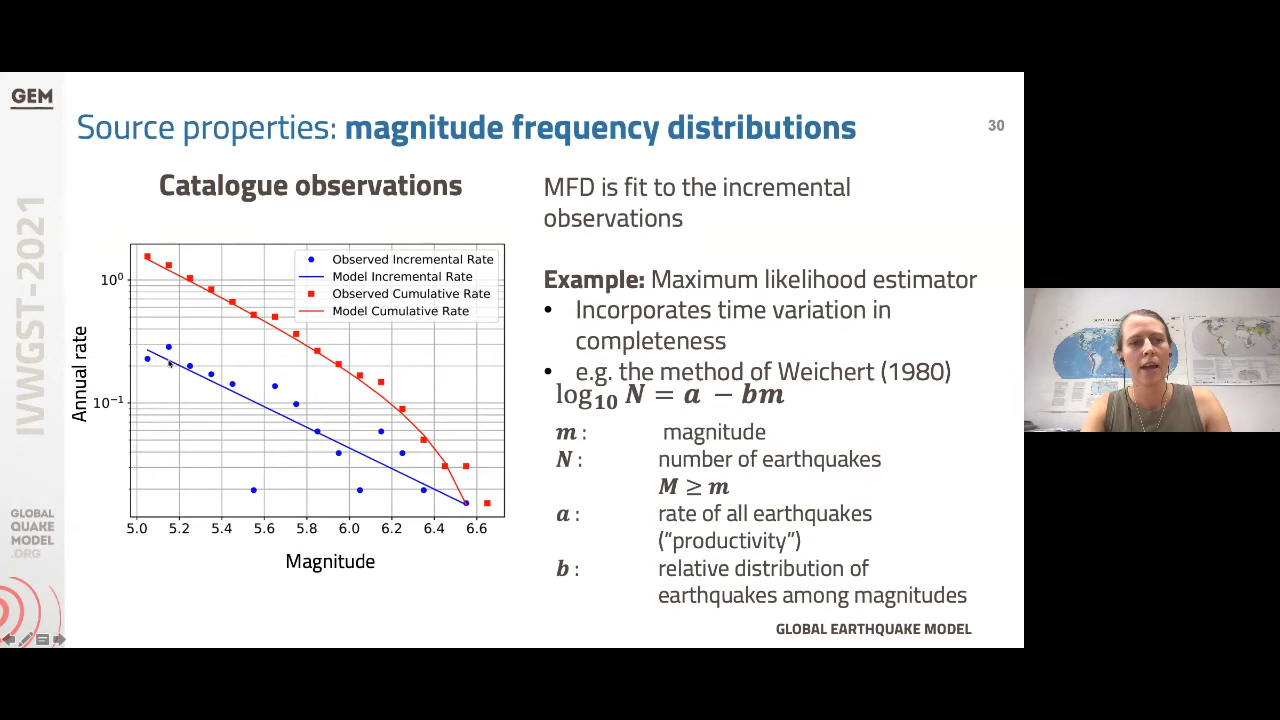 GEM
Source properties: magnitude frequency distributions
30
IVWGST-2021
Catalogue observations
Observed Incremental Rate
Model Incremental Rate
Observed Cumulative Rate
Model Cumulative Rate
10⁰
10⁻¹
Annual rate
5.0 5.2 5.4 5.6 5.8 6.0 6.2 6.4 6.6
Magnitude
MFD is fit to the incremental
observations
Example: Maximum likelihood estimator
• Incorporates time variation in
completeness
• e.g. the method of Weichert (1980)
log₁₀ N = a − bm
m : magnitude
N : number of earthquakes
M ≥ m
a : rate of all earthquakes
("productivity")
b : relative distribution of
earthquakes among magnitudes
GLOBAL
QUAKE
MODEL
.ORG
GLOBAL EARTHQUAKE MODEL